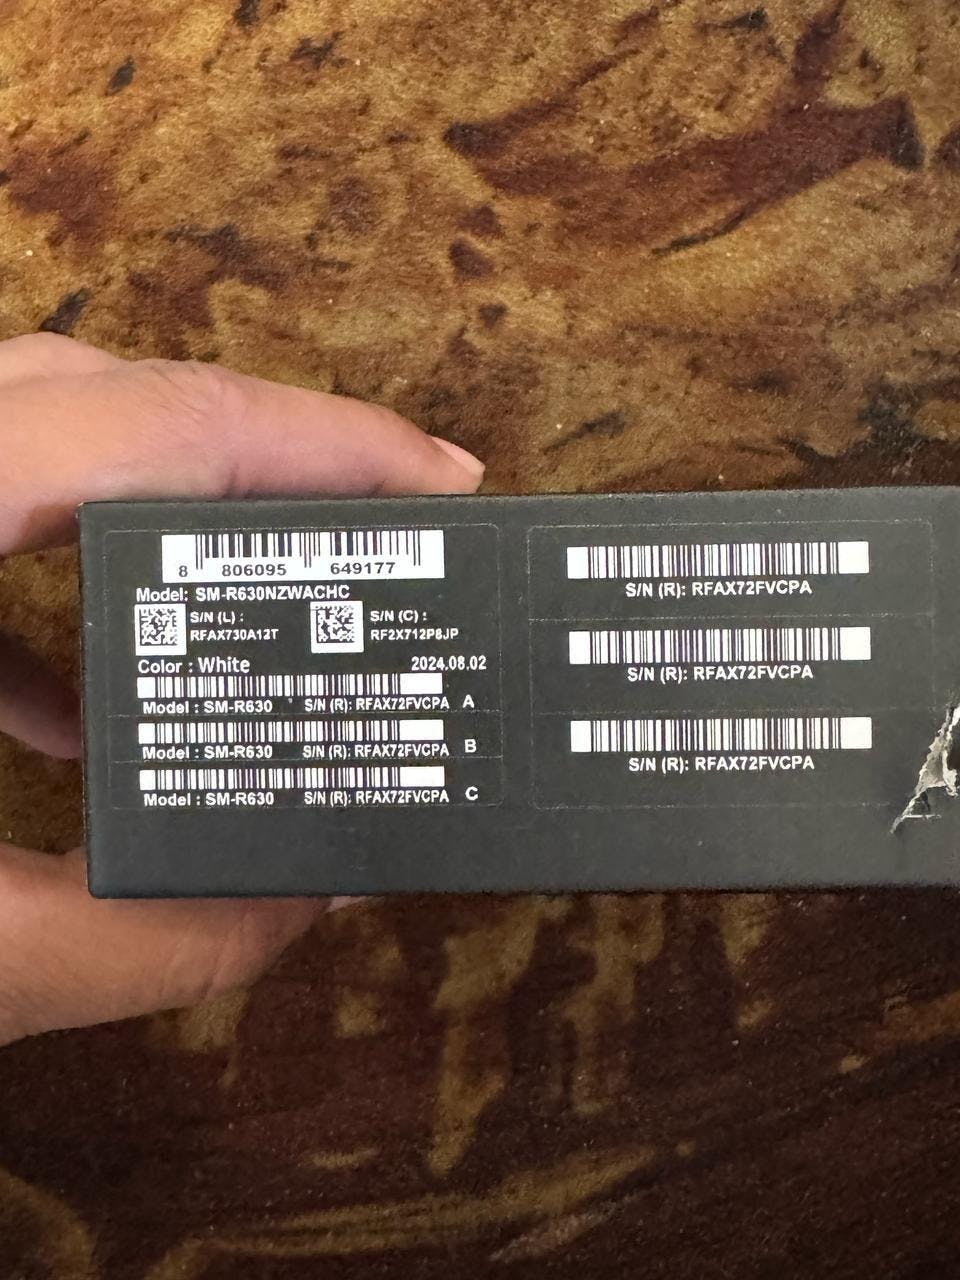 8 806095 649177
Model: SM-R630NZWACHC
S/N (L) :
RFAX730A12T
S/N (C) :
RF2X712P8JP
Color : White
2024.08.02
Model : SM-R630 S/N (R): RFAX72FVCPA A
Model : SM-R630 S/N (R): RFAX72FVCPA B
Model : SM-R630 S/N (R): RFAX72FVCPA C
S/N (R): RFAX72FVCPA
S/N (R): RFAX72FVCPA
S/N (R): RFAX72FVCPA